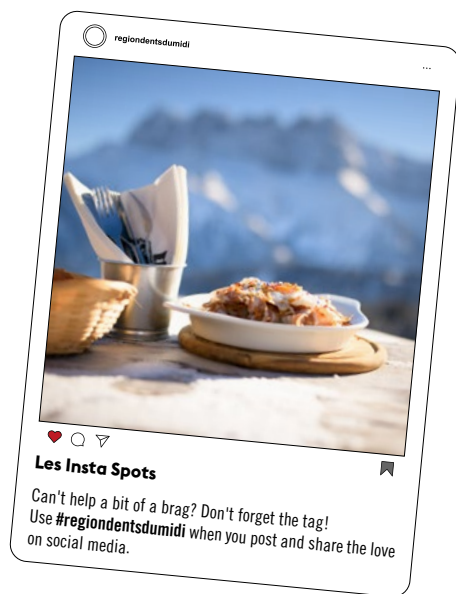 regiondentsdumidi
...
Les Insta Spots
Can't help a bit of a brag? Don't forget the tag!
Use #regiondentsdumidi when you post and share the love
on social media.